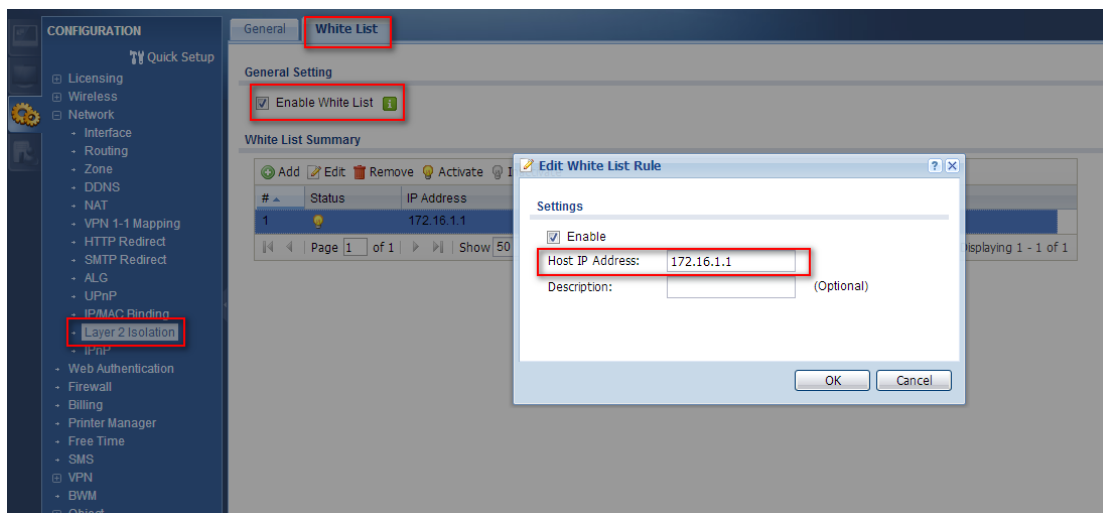 CONFIGURATION
Quick Setup
Licensing
Wireless
Network
Interface
Routing
Zone
DDNS
NAT
VPN 1-1 Mapping
HTTP Redirect
SMTP Redirect
ALG
UPnP
IP/MAC Binding
Layer 2 Isolation
IPnP
Web Authentication
Firewall
Billing
Printer Manager
Free Time
SMS
VPN
BWM
Object
General White List
General Setting
Enable White List i
White List Summary
Add Edit Remove Activate I
# Status IP Address
1 172.16.1.1
Page 1 of 1 Show 50
Displaying 1 - 1 of 1
Edit White List Rule ? X
Settings
Enable
Host IP Address: 172.16.1.1
Description: (Optional)
OK Cancel